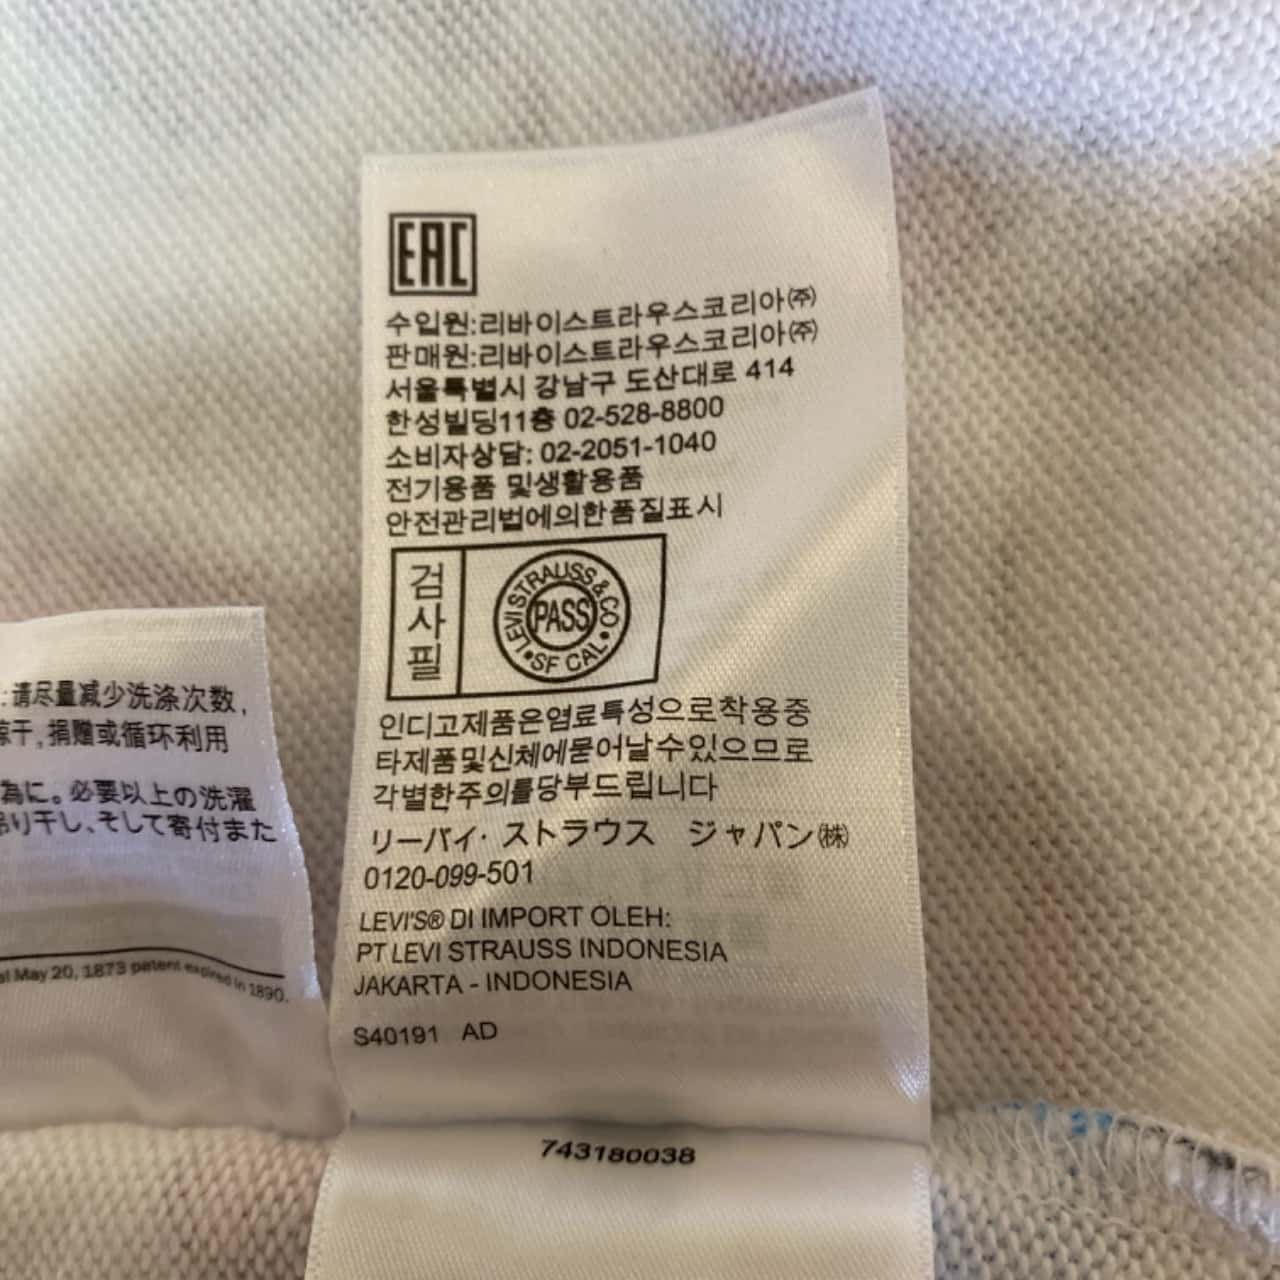 EAC
수입원:리바이스트라우스코리아㈜
판매원:리바이스트라우스코리아㈜
서울특별시 강남구 도산대로 414
한성빌딩11층 02-528-8800
소비자상담: 02-2051-1040
전기용품 및생활용품
안전관리법에의한품질표시
검사필
LEVI STRAUSS & CO
PASS
SF CAL
인디고제품은염료특성으로착용중
타제품및신체에묻어날수있으므로
각별한주의를당부드립니다
リーバイ・ストラウス ジャパン㈱
0120-099-501
LEVI'S® DI IMPORT OLEH:
PT LEVI STRAUSS INDONESIA
JAKARTA - INDONESIA
S40191 AD
743180038
:请尽量减少洗涤次数,
晾干,捐赠或循环利用
為に。必要以上の洗濯
吊り干し、そして寄付また
May 20, 1873 patent expired in 1890.